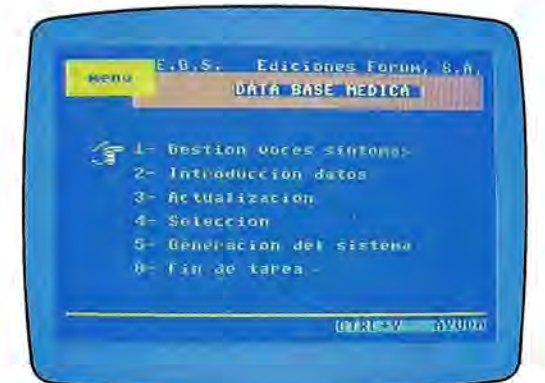 E.B.S. Ediciones Forum, S.A.
Menu
DATA BASE MEDICA
1- Gestion voces sintomas
2- Introduccion datos
3- Actualizacion
4- Seleccion
5- Generacion del sistema
0- Fin de tarea
CTRL+V AYUDA